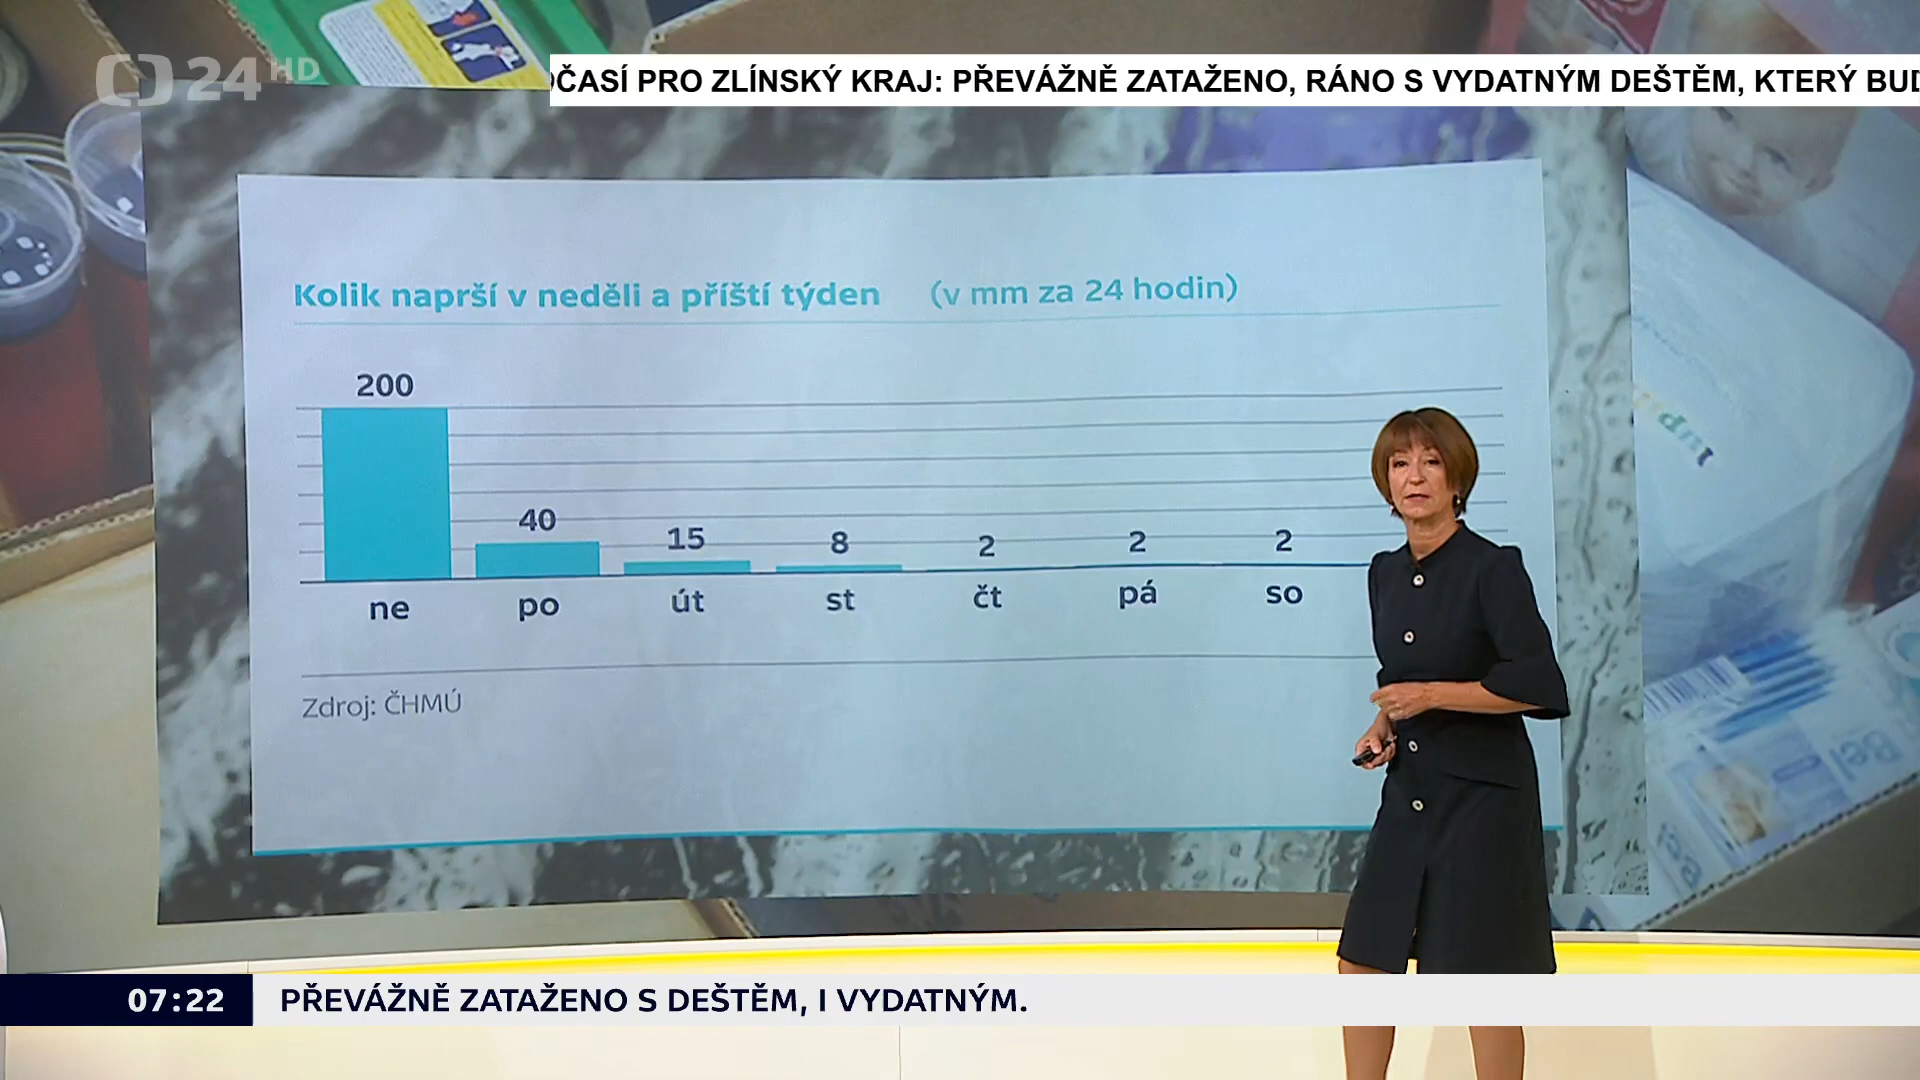 24 HD
ČASÍ PRO ZLÍNSKÝ KRAJ: PŘEVÁŽNĚ ZATAŽENO, RÁNO S VYDATNÝM DEŠTĚM, KTERÝ
Kolik naprší v neděli a příští týden (v mm za 24 hodin)
200
40
15
8
2
2
2
ne po út st čt pá so
Zdroj: ČHMÚ
07:22 PŘEVÁŽNĚ ZATAŽENO S DEŠTĚM, I VYDATNÝM.